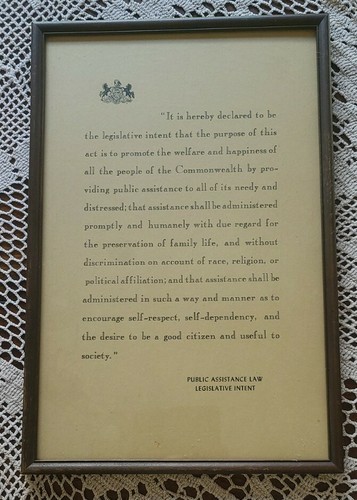 "It is hereby declared to be
the legislative intent that the purpose of this
act is to promote the welfare and happiness of
all the people of the Commonwealth by pro-
viding public assistance to all of its needy and
distressed; that assistance shall be administered
promptly and humanely with due regard for
the preservation of family life, and without
discrimination on account of race, religion, or
political affiliation; and that assistance shall be
administered in such a way and manner as to
encourage self-respect, self-dependency, and
the desire to be a good citizen and useful to
society."
PUBLIC ASSISTANCE LAW
LEGISLATIVE INTENT